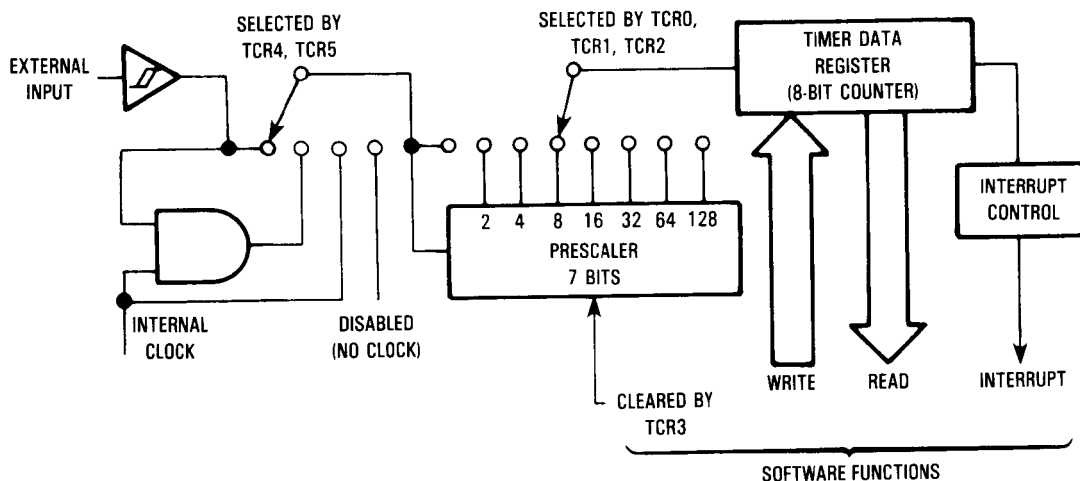 SELECTED BY
TCR4, TCR5
SELECTED BY TCR0,
TCR1, TCR2
TIMER DATA
REGISTER
(8-BIT COUNTER)
EXTERNAL
INPUT
INTERRUPT
CONTROL
2 4 8 16 32 64 128
PRESCALER
7 BITS
INTERNAL
CLOCK
DISABLED
(NO CLOCK)
WRITE
READ
INTERRUPT
CLEARED BY
TCR3
SOFTWARE FUNCTIONS